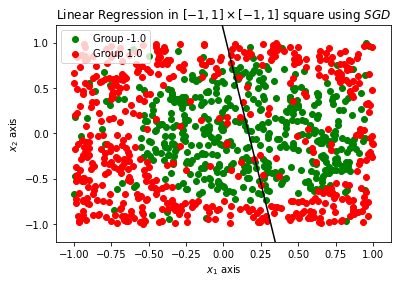 Linear Regression in [−1, 1] × [−1, 1] square using SGD
Group -1.0
Group 1.0
1.0
0.5
0.0
−0.5
−1.0
x₂ axis
−1.00 −0.75 −0.50 −0.25 0.00 0.25 0.50 0.75 1.00
x₁ axis